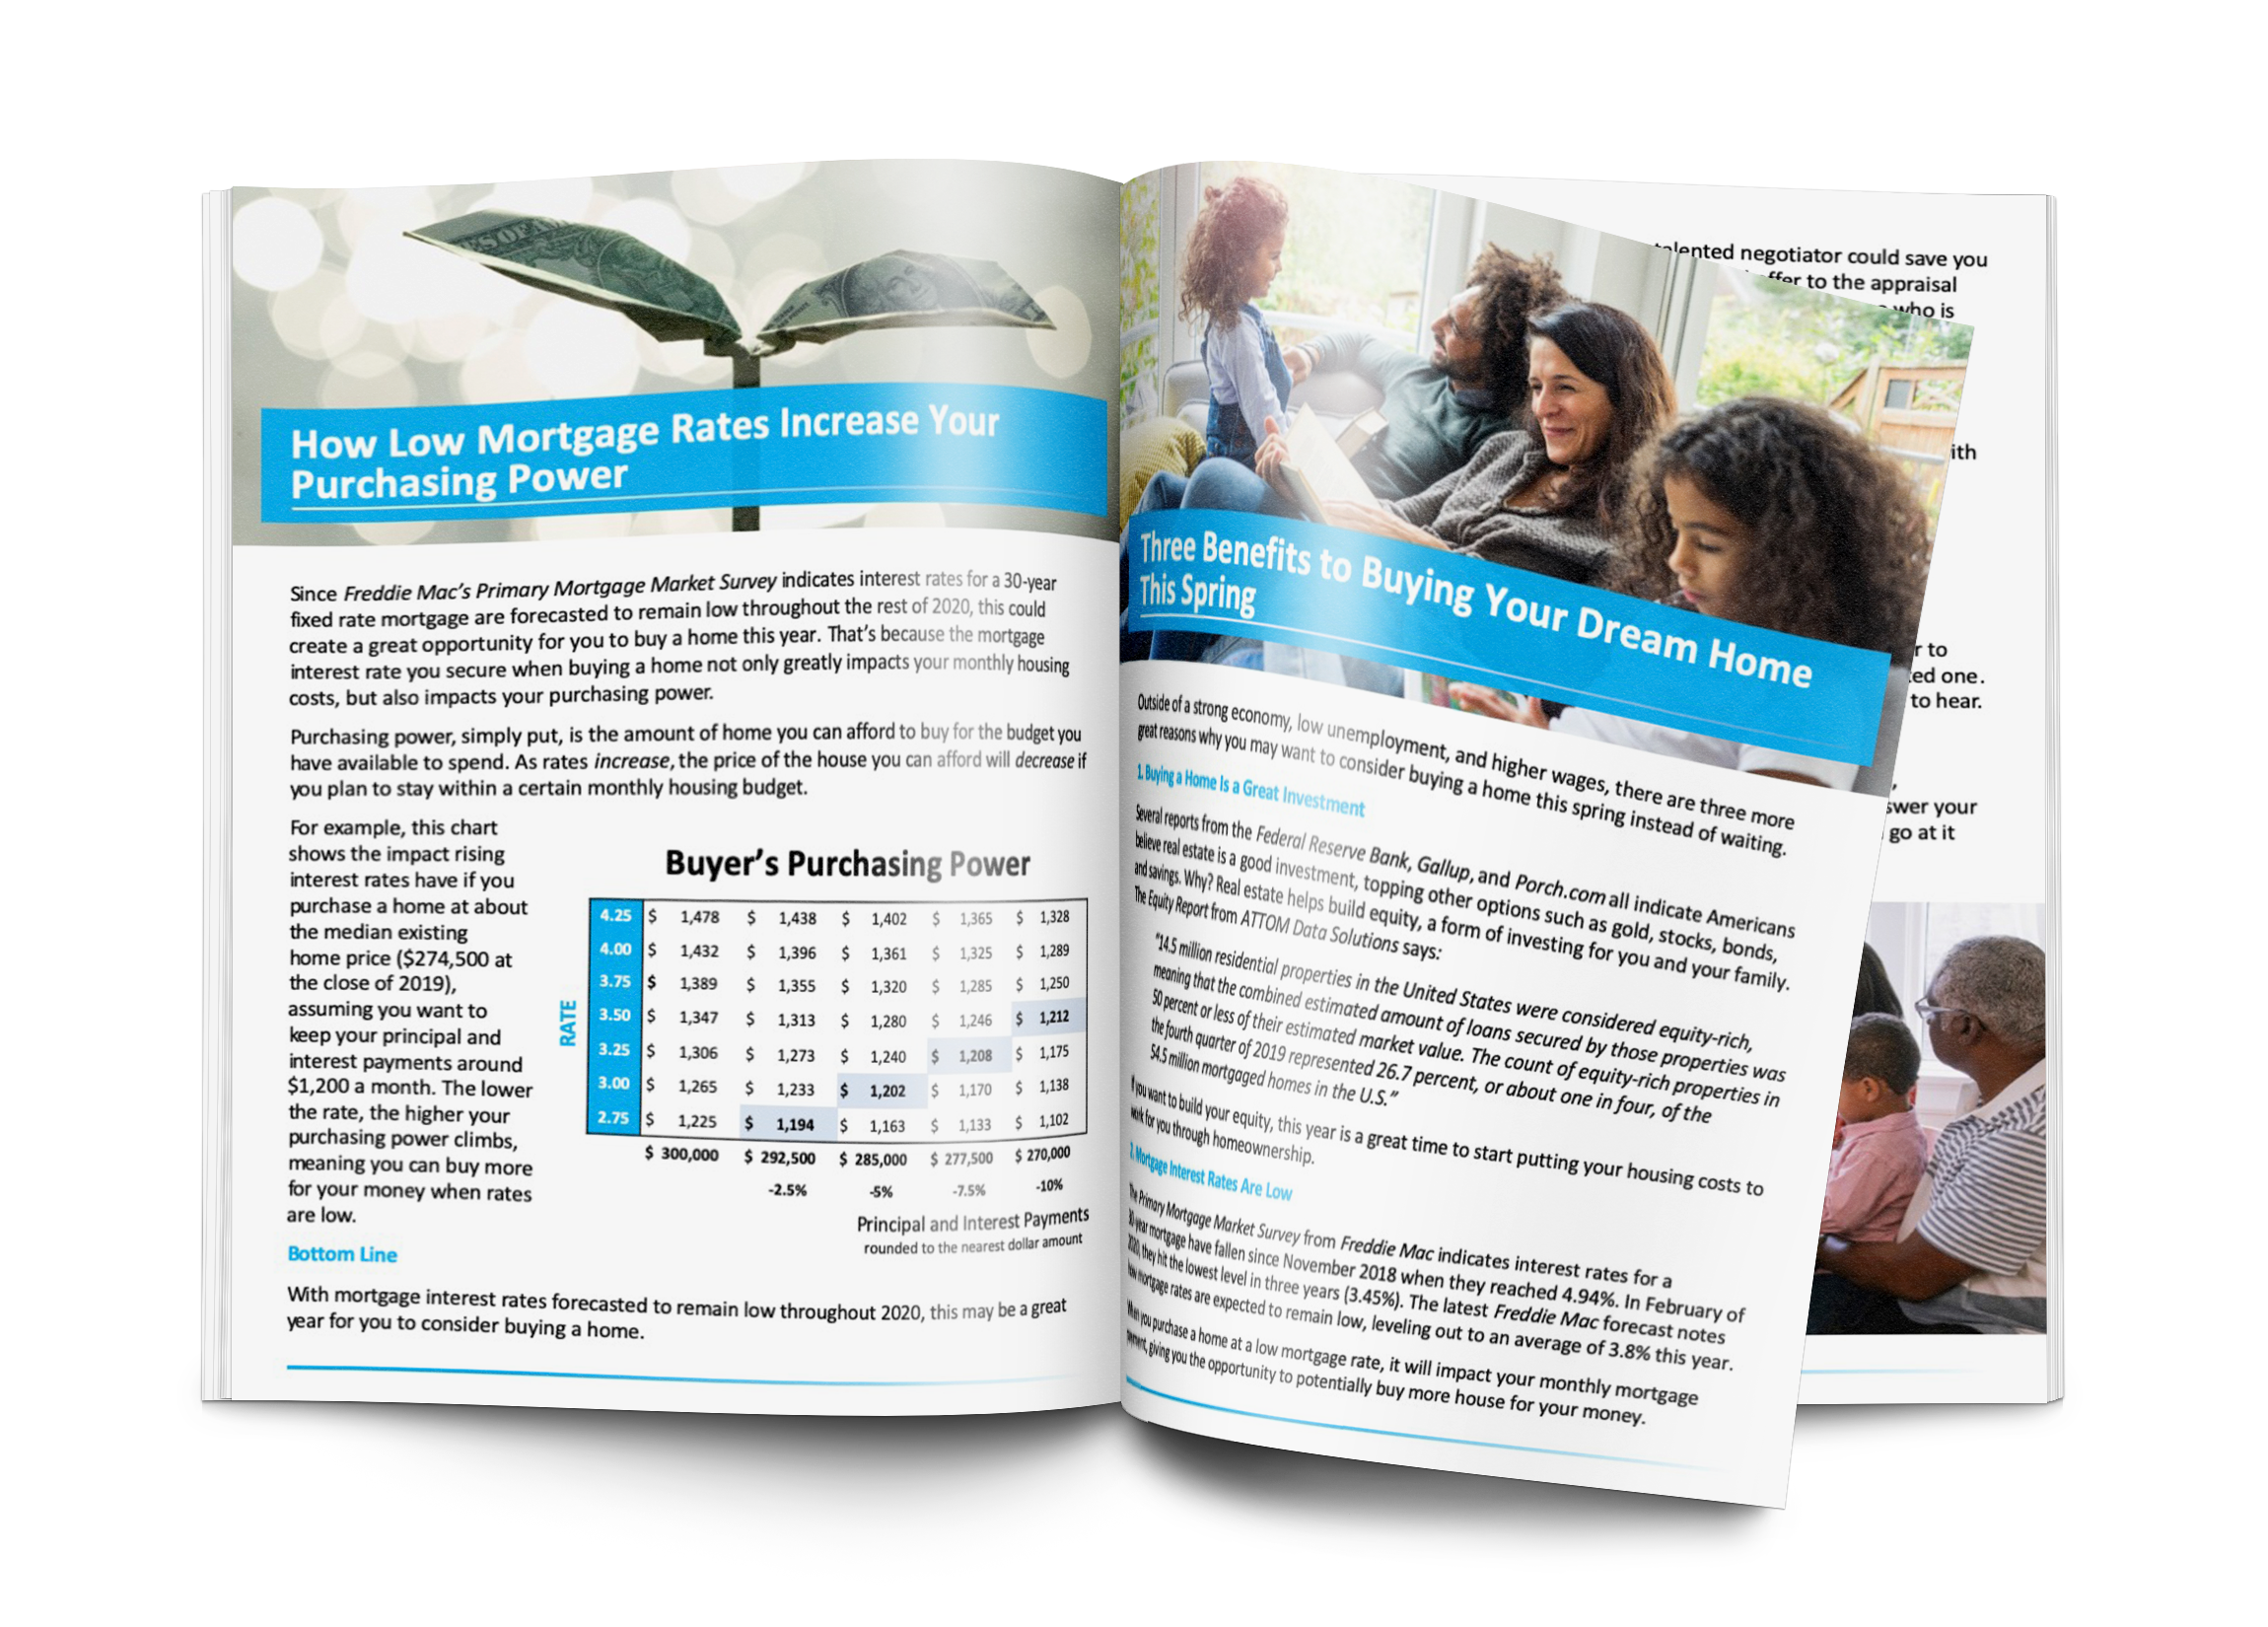 How Low Mortgage Rates Increase Your
Purchasing Power
Since Freddie Mac's Primary Mortgage Market Survey indicates interest rates for a 30-year
fixed rate mortgage are forecasted to remain low throughout the rest of 2020, this could
create a great opportunity for you to buy a home this year. That's because the mortgage
interest rate you secure when buying a home not only greatly impacts your monthly housing
costs, but also impacts your purchasing power.
Purchasing power, simply put, is the amount of home you can afford to buy for the budget you
have available to spend. As rates increase, the price of the house you can afford will decrease if
you plan to stay within a certain monthly housing budget.
For example, this chart
shows the impact rising
interest rates have if you
purchase a home at about
the median existing
home price ($274,500 at
the close of 2019),
assuming you want to
keep your principal and
interest payments around
$1,200 a month. The lower
the rate, the higher your
purchasing power climbs,
meaning you can buy more
for your money when rates
are low.
Buyer's Purchasing Power
RATE
4.25 $ 1,478 $ 1,438 $ 1,402 $ 1,365 $ 1,328
4.00 $ 1,432 $ 1,396 $ 1,361 $ 1,325 $ 1,289
3.75 $ 1,389 $ 1,355 $ 1,320 $ 1,285 $ 1,250
3.50 $ 1,347 $ 1,313 $ 1,280 $ 1,246 $ 1,212
3.25 $ 1,306 $ 1,273 $ 1,240 $ 1,208 $ 1,175
3.00 $ 1,265 $ 1,233 $ 1,202 $ 1,170 $ 1,138
2.75 $ 1,225 $ 1,194 $ 1,163 $ 1,133 $ 1,102
$ 300,000 $ 292,500 $ 285,000 $ 277,500 $ 270,000
-2.5% -5% -7.5% -10%
Principal and Interest Payments
rounded to the nearest dollar amount
Bottom Line
With mortgage interest rates forecasted to remain low throughout 2020, this may be a great
year for you to consider buying a home.
Three Benefits to Buying Your Dream Home
This Spring
Outside of a strong economy, low unemployment, and higher wages, there are three more
great reasons why you may want to consider buying a home this spring instead of waiting.
1. Buying a Home Is a Great Investment
Several reports from the Federal Reserve Bank, Gallup, and Porch.com all indicate Americans
believe real estate is a good investment, topping other options such as gold, stocks, bonds,
and savings. Why? Real estate helps build equity, a form of investing for you and your family.
The Equity Report from ATTOM Data Solutions says:
"14.5 million residential properties in the United States were considered equity-rich,
meaning that the combined estimated amount of loans secured by those properties was
50 percent or less of their estimated market value. The count of equity-rich properties in
the fourth quarter of 2019 represented 26.7 percent, or about one in four, of the
54.5 million mortgaged homes in the U.S."
If you want to build your equity, this year is a great time to start putting your housing costs to
work for you through homeownership.
2. Mortgage Interest Rates Are Low
The Primary Mortgage Market Survey from Freddie Mac indicates interest rates for a
30-year mortgage have fallen since November 2018 when they reached 4.94%. In February of
2020, they hit the lowest level in three years (3.45%). The latest Freddie Mac forecast notes
how mortgage rates are expected to remain low, leveling out to an average of 3.8% this year.
When you purchase a home at a low mortgage rate, it will impact your monthly mortgage
payment, giving you the opportunity to potentially buy more house for your money.
negotiator could save you
to the appraisal
who is
to
one.
to hear.
your
go at it